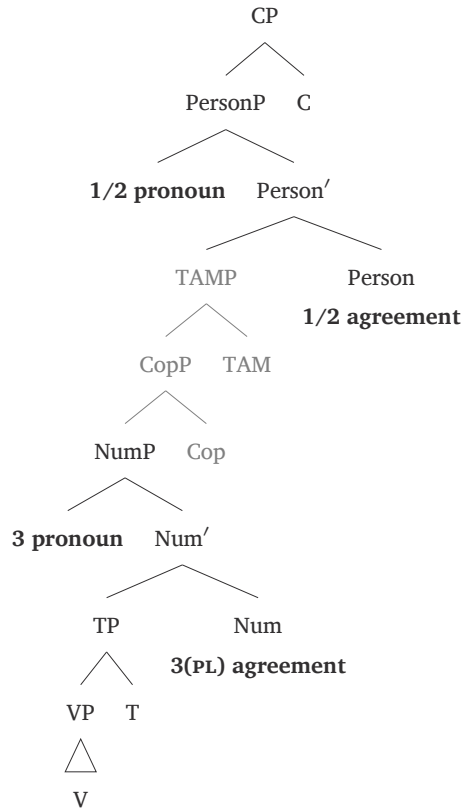 CP
PersonP C
1/2 pronoun Person′
TAMP Person
1/2 agreement
CopP TAM
NumP Cop
3 pronoun Num′
TP Num
3(PL) agreement
VP T
V